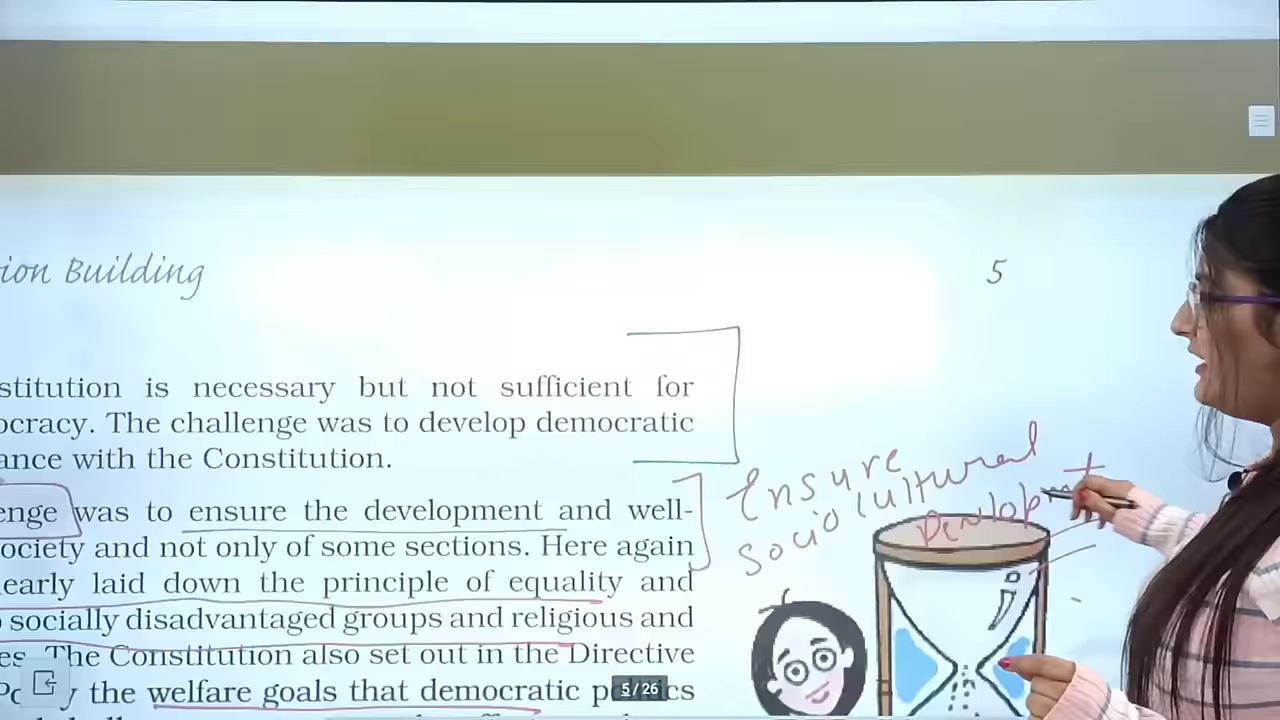 ion Building
5
stitution is necessary but not sufficient for
ocracy. The challenge was to develop democratic
ance with the Constitution.
enge was to ensure the development and well-
ociety and not only of some sections. Here again
early laid down the principle of equality and
socially disadvantaged groups and religious and
es. The Constitution also set out in the Directive
y the welfare goals that democratic p cs
5 / 26
Ensure
Socio cultural